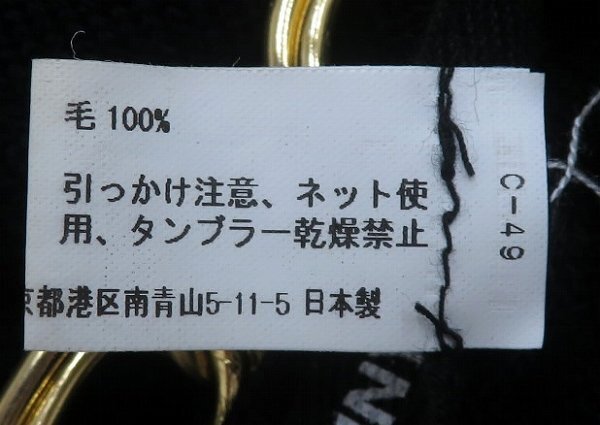 毛 100%
引っかけ注意、ネット使
用、タンブラー乾燥禁止
京都港区南青山5-11-5 日本製
C-49